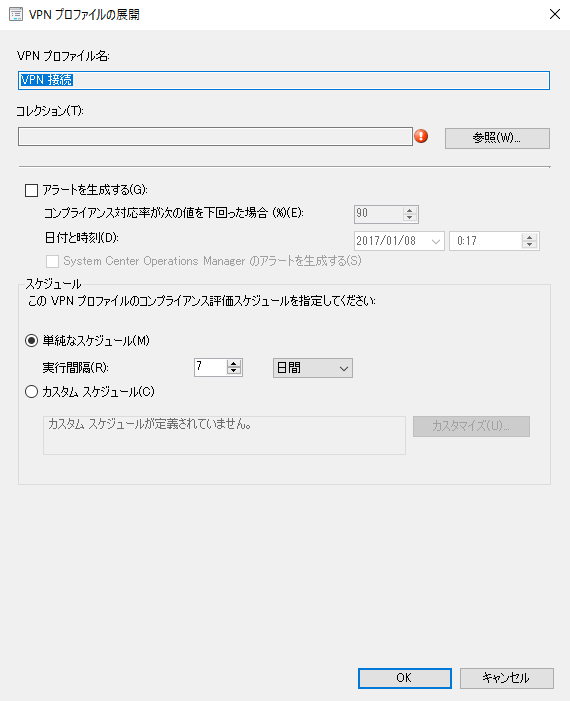 VPN プロファイルの展開
VPN プロファイル名:
VPN 接続
コレクション(T):
参照(W)...
アラートを生成する(G):
コンプライアンス対応率が次の値を下回った場合 (%)(E):
90
日付と時刻(D):
2017/01/08
0:17
System Center Operations Manager のアラートを生成する(S)
スケジュール
この VPN プロファイルのコンプライアンス評価スケジュールを指定してください:
単純なスケジュール(M)
実行間隔(R):
7
日間
カスタム スケジュール(C)
カスタム スケジュールが定義されていません。
カスタマイズ(U)...
OK
キャンセル